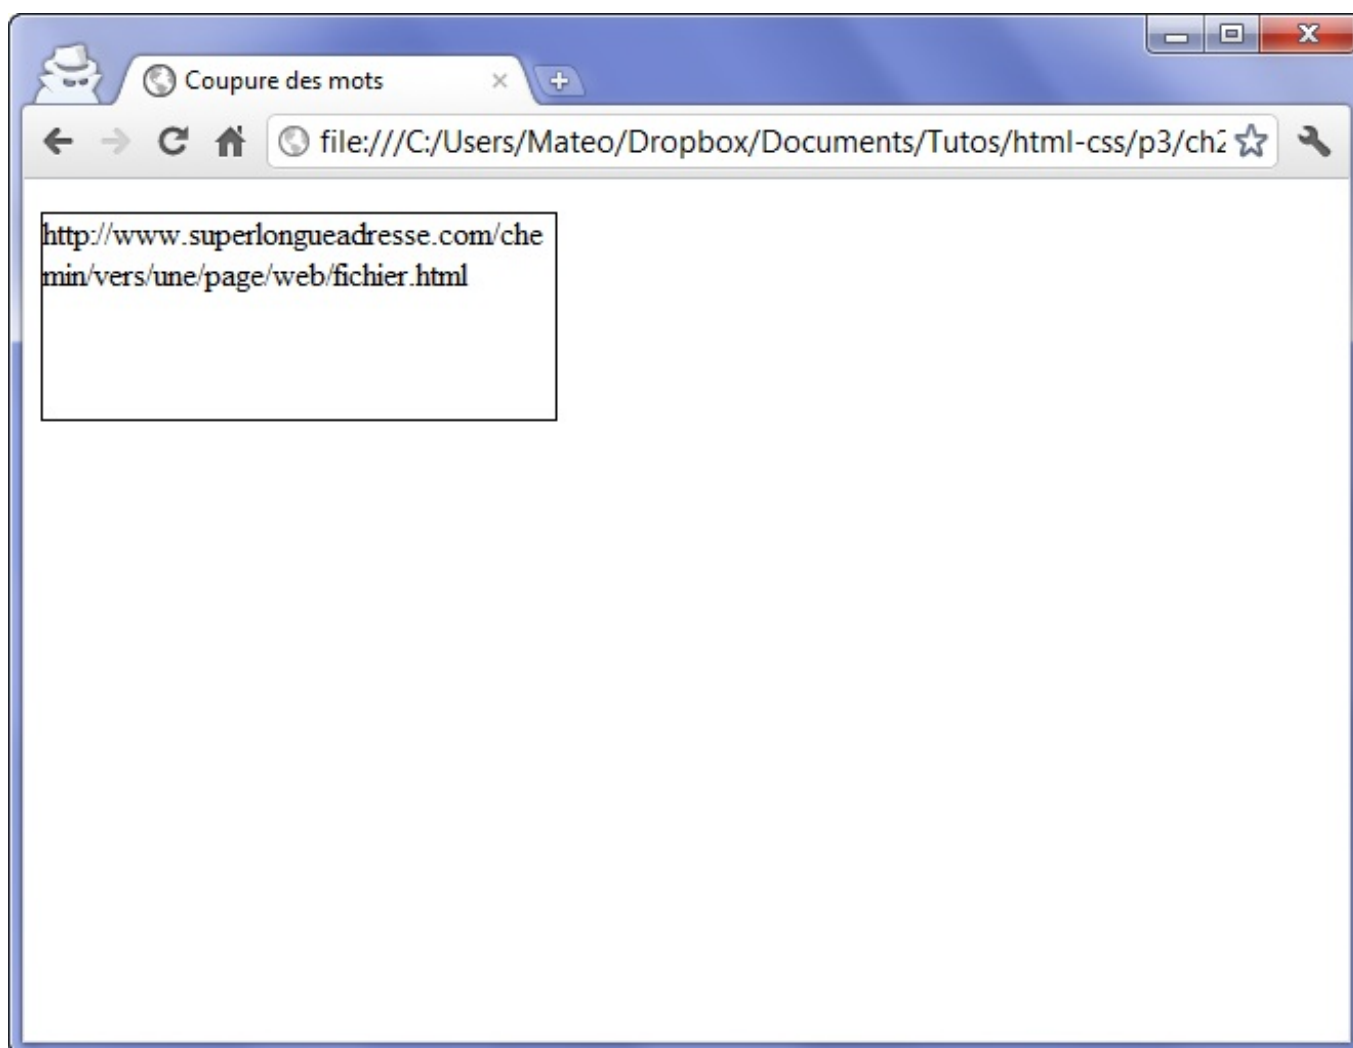 Coupure des mots
file:///C:/Users/Mateo/Dropbox/Documents/Tutos/html-css/p3/ch2
http://www.superlongueadresse.com/che
min/vers/une/page/web/fichier.html